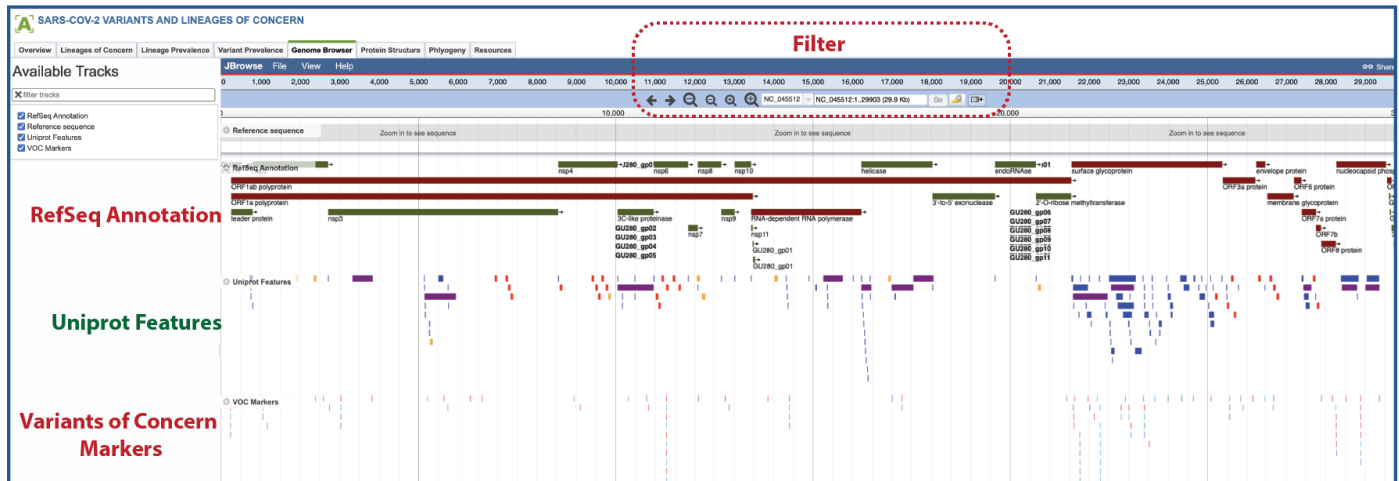 A
SARS-COV-2 VARIANTS AND LINEAGES OF CONCERN
Filter
Overview Lineages of Concern Lineage Prevalence Variant Prevalence Genome Browser Protein Structure Phlyogeny Resources
Available Tracks
JBrowse File View Help
Share
0 1,000 2,000 3,000 4,000 5,000 6,000 7,000 8,000 9,000 10,000 11,000 12,000 13,000 14,000 15,000 16,000 17,000 18,000 19,000 20,000 21,000 22,000 23,000 24,000 25,000 26,000 27,000 28,000 29,000
filter tracks
NC_045512 NC_045512:1..29903 (29.9 Kb) Go
RefSeq Annotation
Reference sequence
Uniprot Features
VOC Markers
10,000 20,000
Reference sequence
Zoom in to see sequence Zoom in to see sequence Zoom in to see sequence
RefSeq Annotation
nsp4 nsp6 nsp8 nsp10 helicase endoRNAse surface glycoprotein envelope protein
ORF1ab polyprotein ORF3a protein ORF6 protein
ORF1a polyprotein membrane glycoprotein
RefSeq Annotation
leader protein nsp3 3C-like proteinase nsp9 RNA-dependent RNA polymerase 3'-to-5' exonuclease 2'-O-ribose methyltransferase ORF7a protein
GU280_gp02 nsp7 nsp11 GU280_gp06
GU280_gp03 GU280_gp07 ORF7b
GU280_gp04 GU280_gp01 GU280_gp08
GU280_gp05 GU280_gp09 ORF8 protein
GU280_gp01 GU280_gp10
GU280_gp11
Uniprot Features
Uniprot Features
VOC Markers
Variants of Concern
Markers